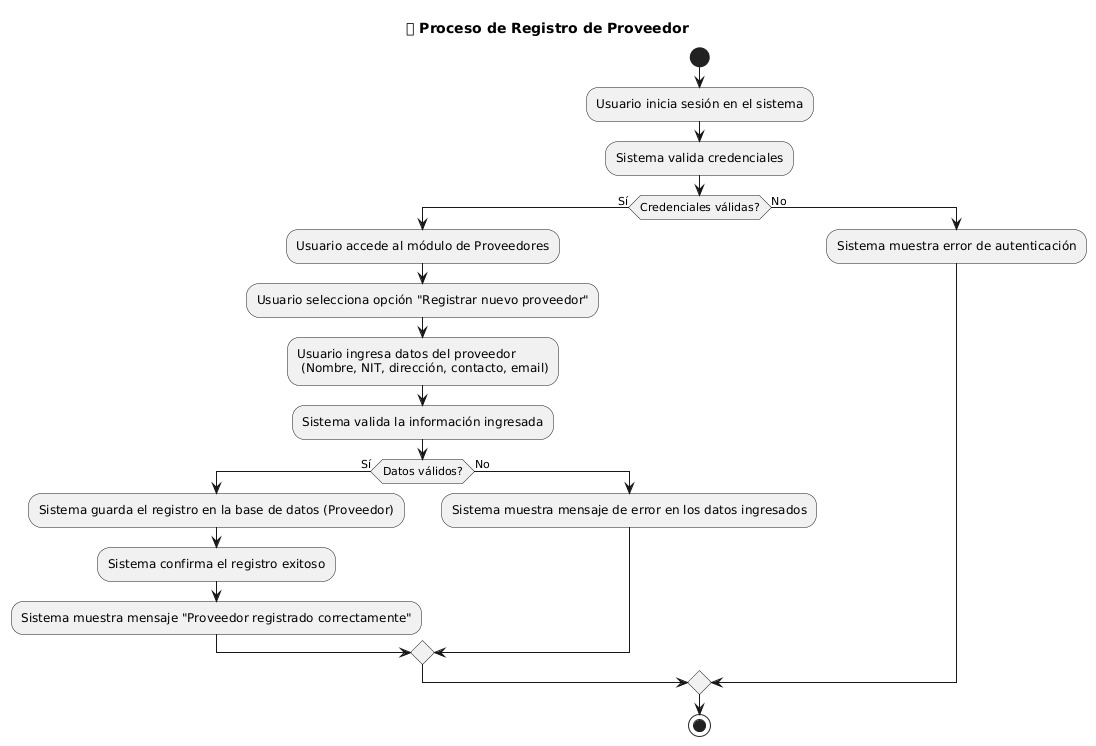 Proceso de Registro de Proveedor
Usuario inicia sesión en el sistema
Sistema valida credenciales
Sí
Credenciales válidas?
No
Usuario accede al módulo de Proveedores
Sistema muestra error de autenticación
Usuario selecciona opción "Registrar nuevo proveedor"
Usuario ingresa datos del proveedor
(Nombre, NIT, dirección, contacto, email)
Sistema valida la información ingresada
Sí
Datos válidos?
No
Sistema guarda el registro en la base de datos (Proveedor)
Sistema muestra mensaje de error en los datos ingresados
Sistema confirma el registro exitoso
Sistema muestra mensaje "Proveedor registrado correctamente"